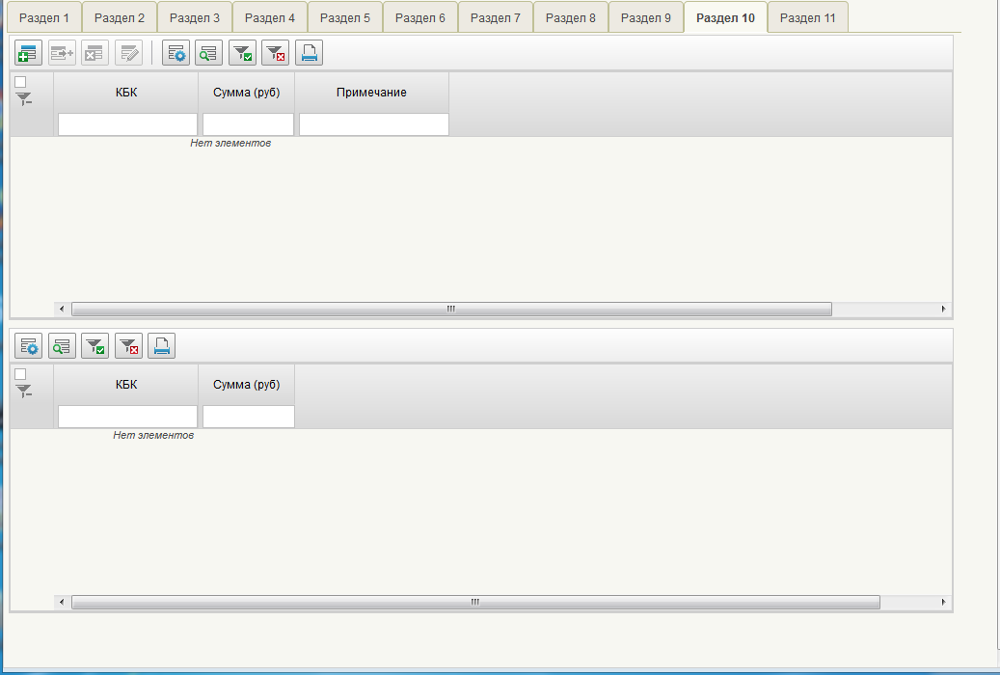 Раздел 1 Раздел 2 Раздел 3 Раздел 4 Раздел 5 Раздел 6 Раздел 7 Раздел 8 Раздел 9 Раздел 10 Раздел 11
КБК Сумма (руб) Примечание
Нет элементов
КБК Сумма (руб)
Нет элементов